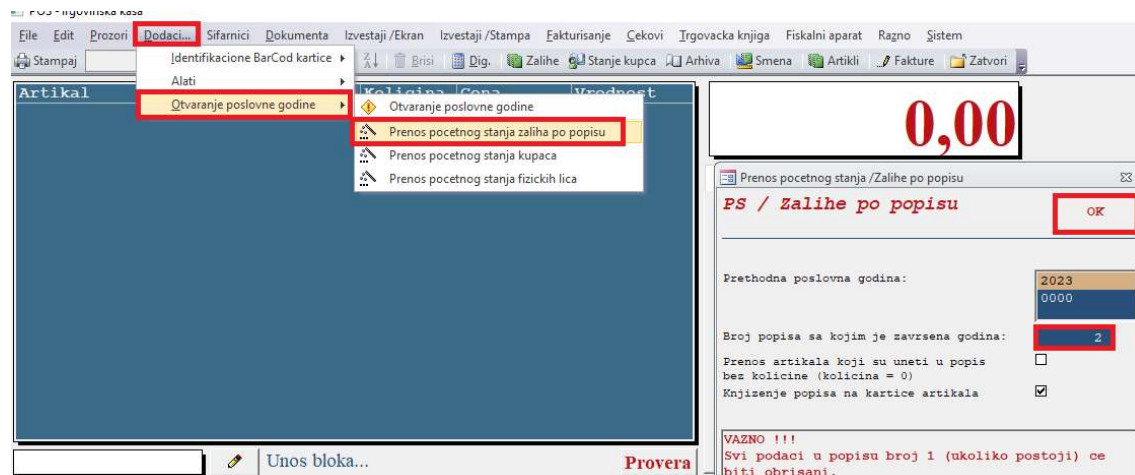 POS - Trgovinska kasa
File Edit Prozori Dodaci... Sifarnici Dokumenta Izvestaji /Ekran Izvestaji /Stampa Fakturisanje Cekovi Trgovacka knjiga Fiskalni aparat Razno Sistem
Stampaj Brisi Dig. Zalihe Stanje kupca Arhiva Smena Artikli Fakture Zatvori
Identifikacione BarCod kartice
Alati
Otvaranje poslovne godine
Artikal Kolicina Cena Vrednost
Otvaranje poslovne godine
Prenos pocetnog stanja zaliha po popisu
Prenos pocetnog stanja kupaca
Prenos pocetnog stanja fizickih lica
0,00
Prenos pocetnog stanja /Zalihe po popisu
PS / Zalihe po popisu
OK
Prethodna poslovna godina:
2023
0000
Broj popisa sa kojim je zavrsena godina: 2
Prenos artikala koji su uneti u popis
bez kolicine (kolicina = 0)
Knjizenje popisa na kartice artikala
VAZNO !!!
Svi podaci u popisu broj 1 (ukoliko postoji) ce
biti obrisani.
Unos bloka... Provera